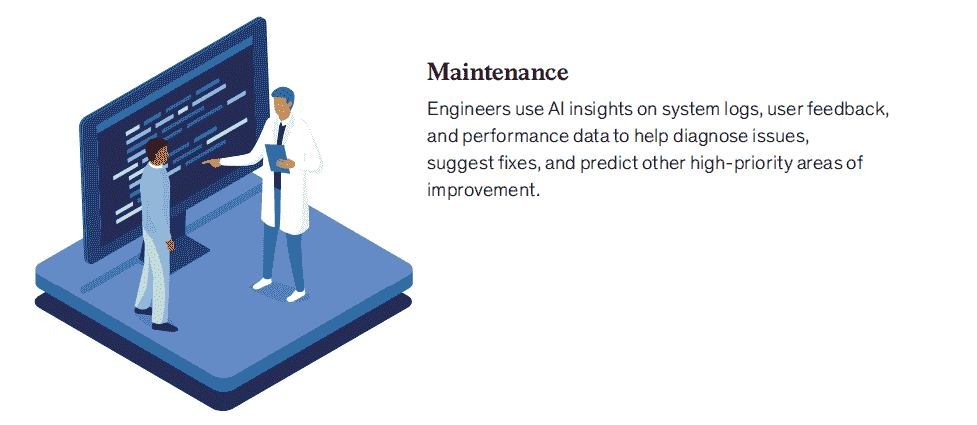 Maintenance
Engineers use AI insights on system logs, user feedback,
and performance data to help diagnose issues,
suggest fixes, and predict other high-priority areas of
improvement.